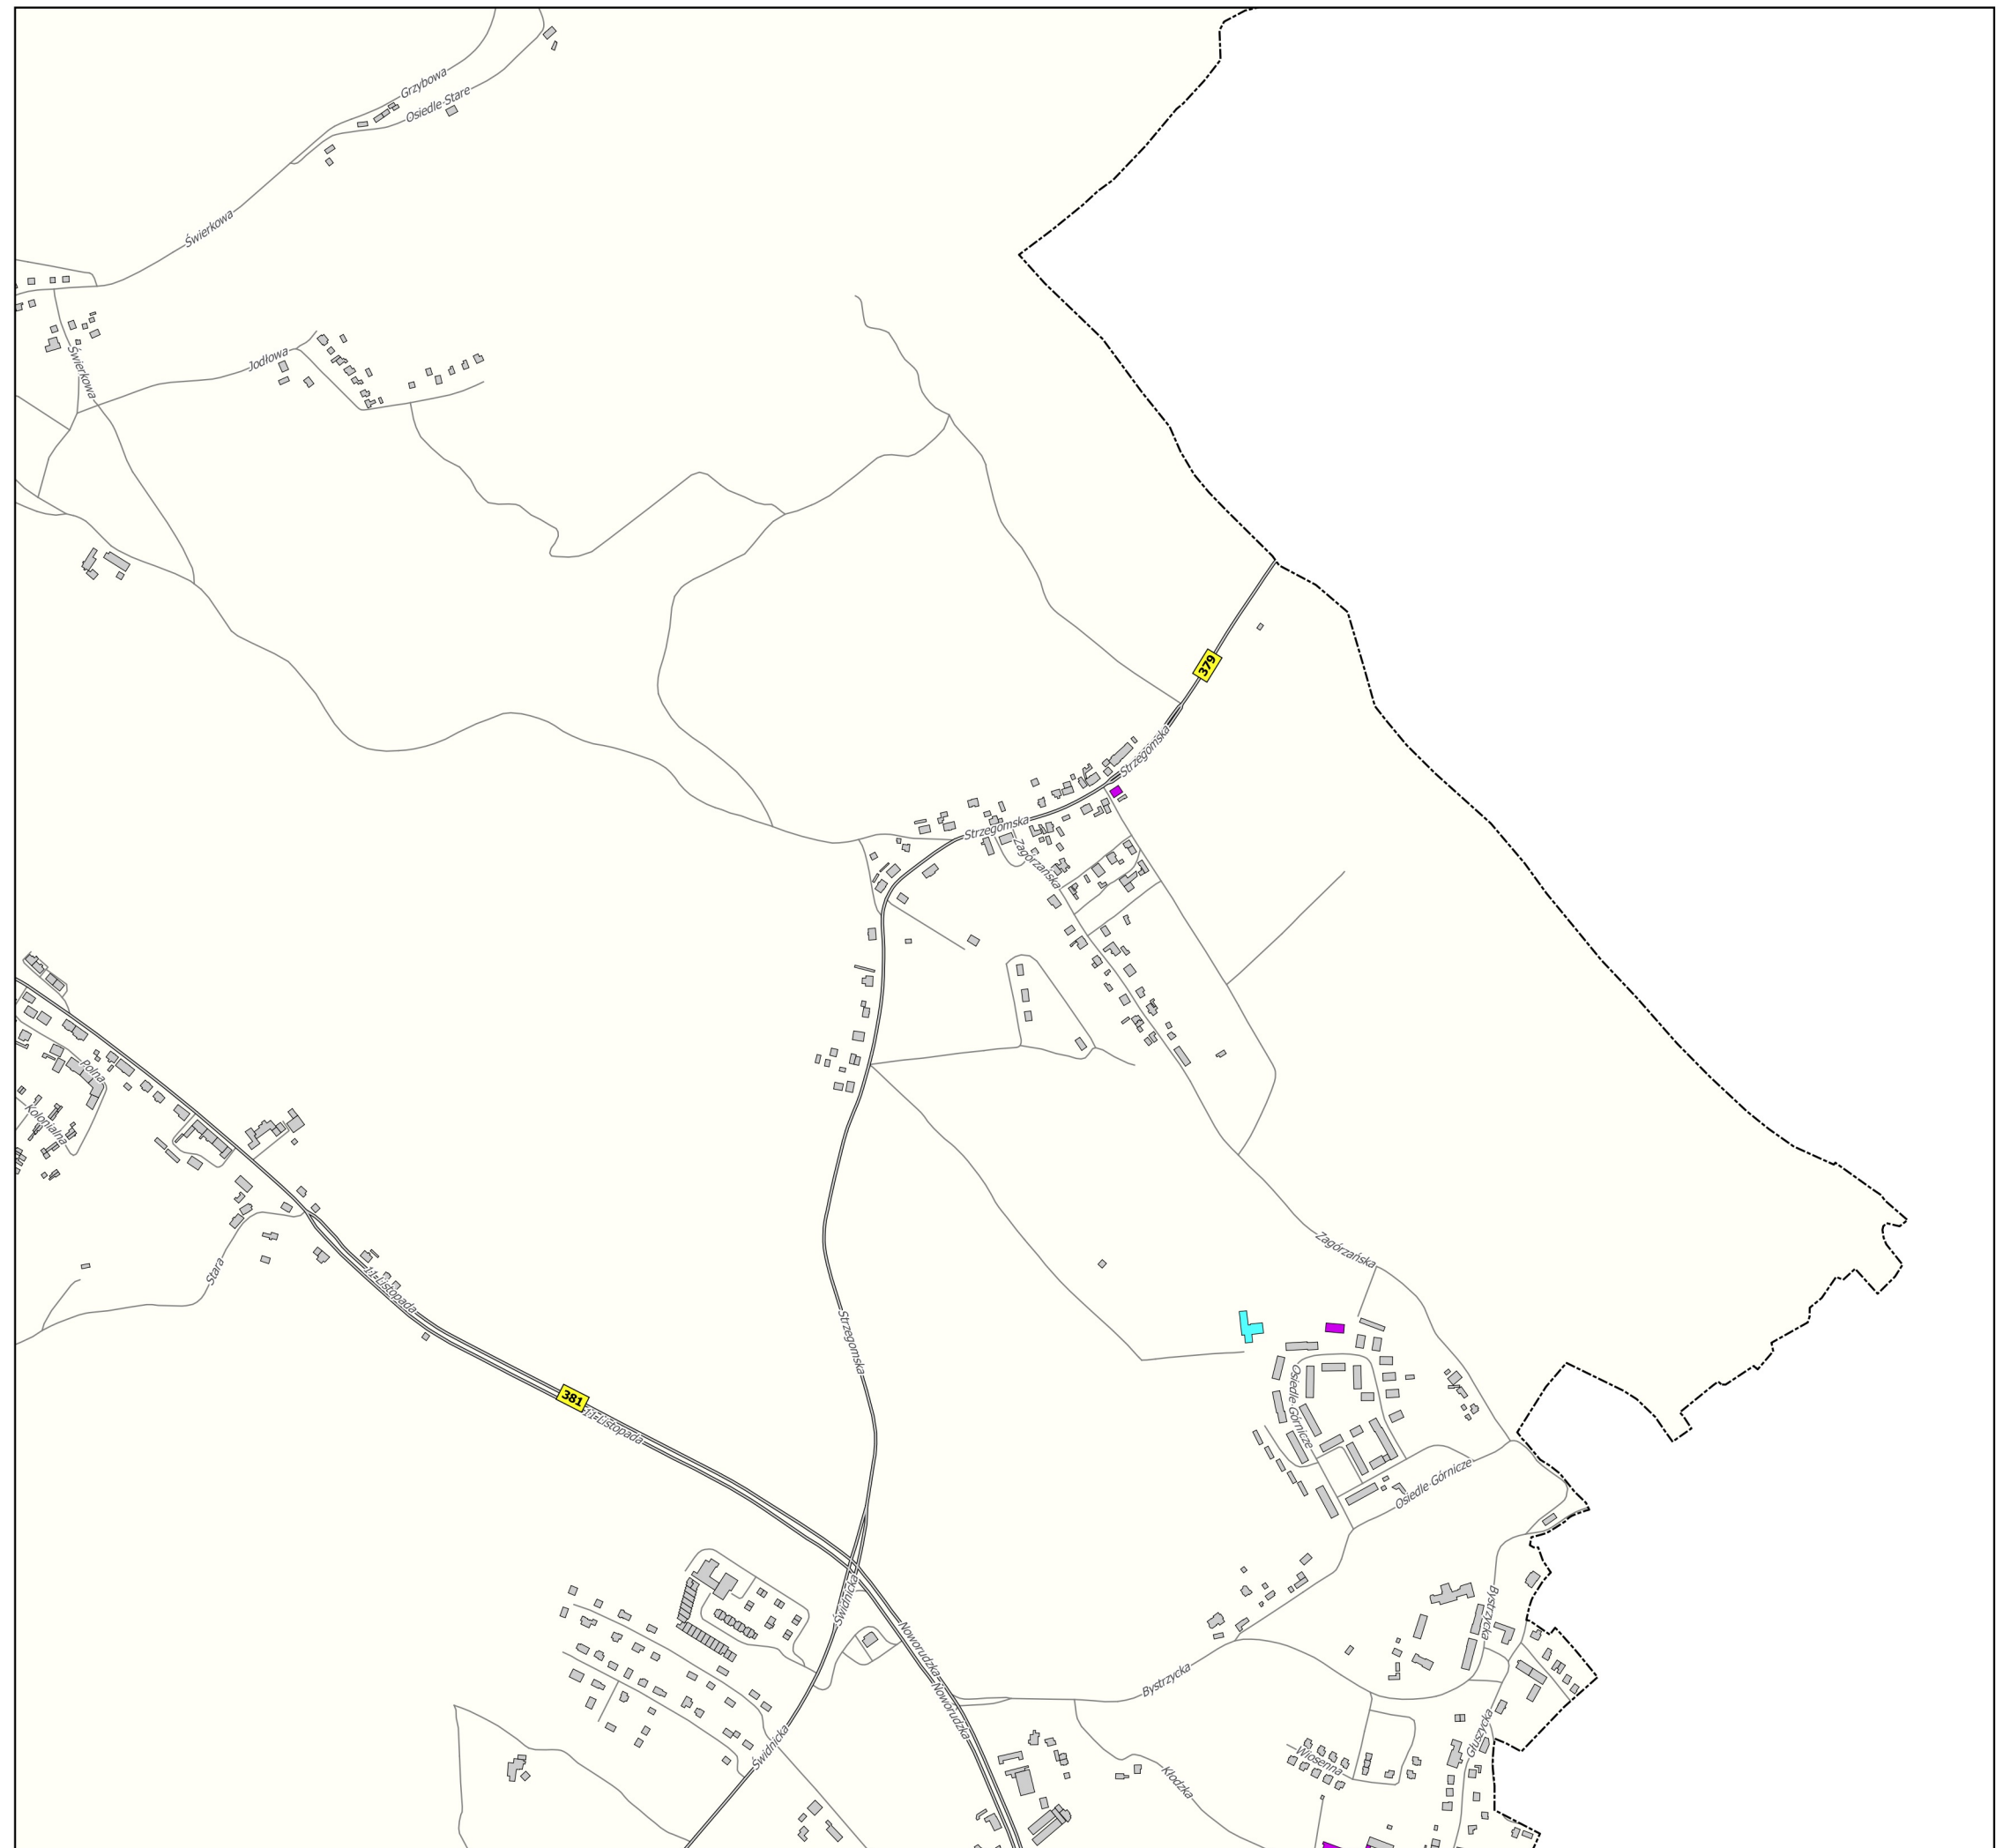 Grzybowa
Osiedle Stare
Świerkowa
Świerkowa
Jodłowa
379
Strzegomska
Strzegomska
Zagórzańska
Polna
Kolonialna
Stara
11 Listopada
Zagórzańska
Strzegomska
381
11 Listopada
Osiedle Górnicze
Osiedle Górnicze
Świdnicka
Noworudzka
Noworudzka
Bystrzycka
Bystrzycka
Świdnicka
Głuszycka
Wiosenna
Kłodzka